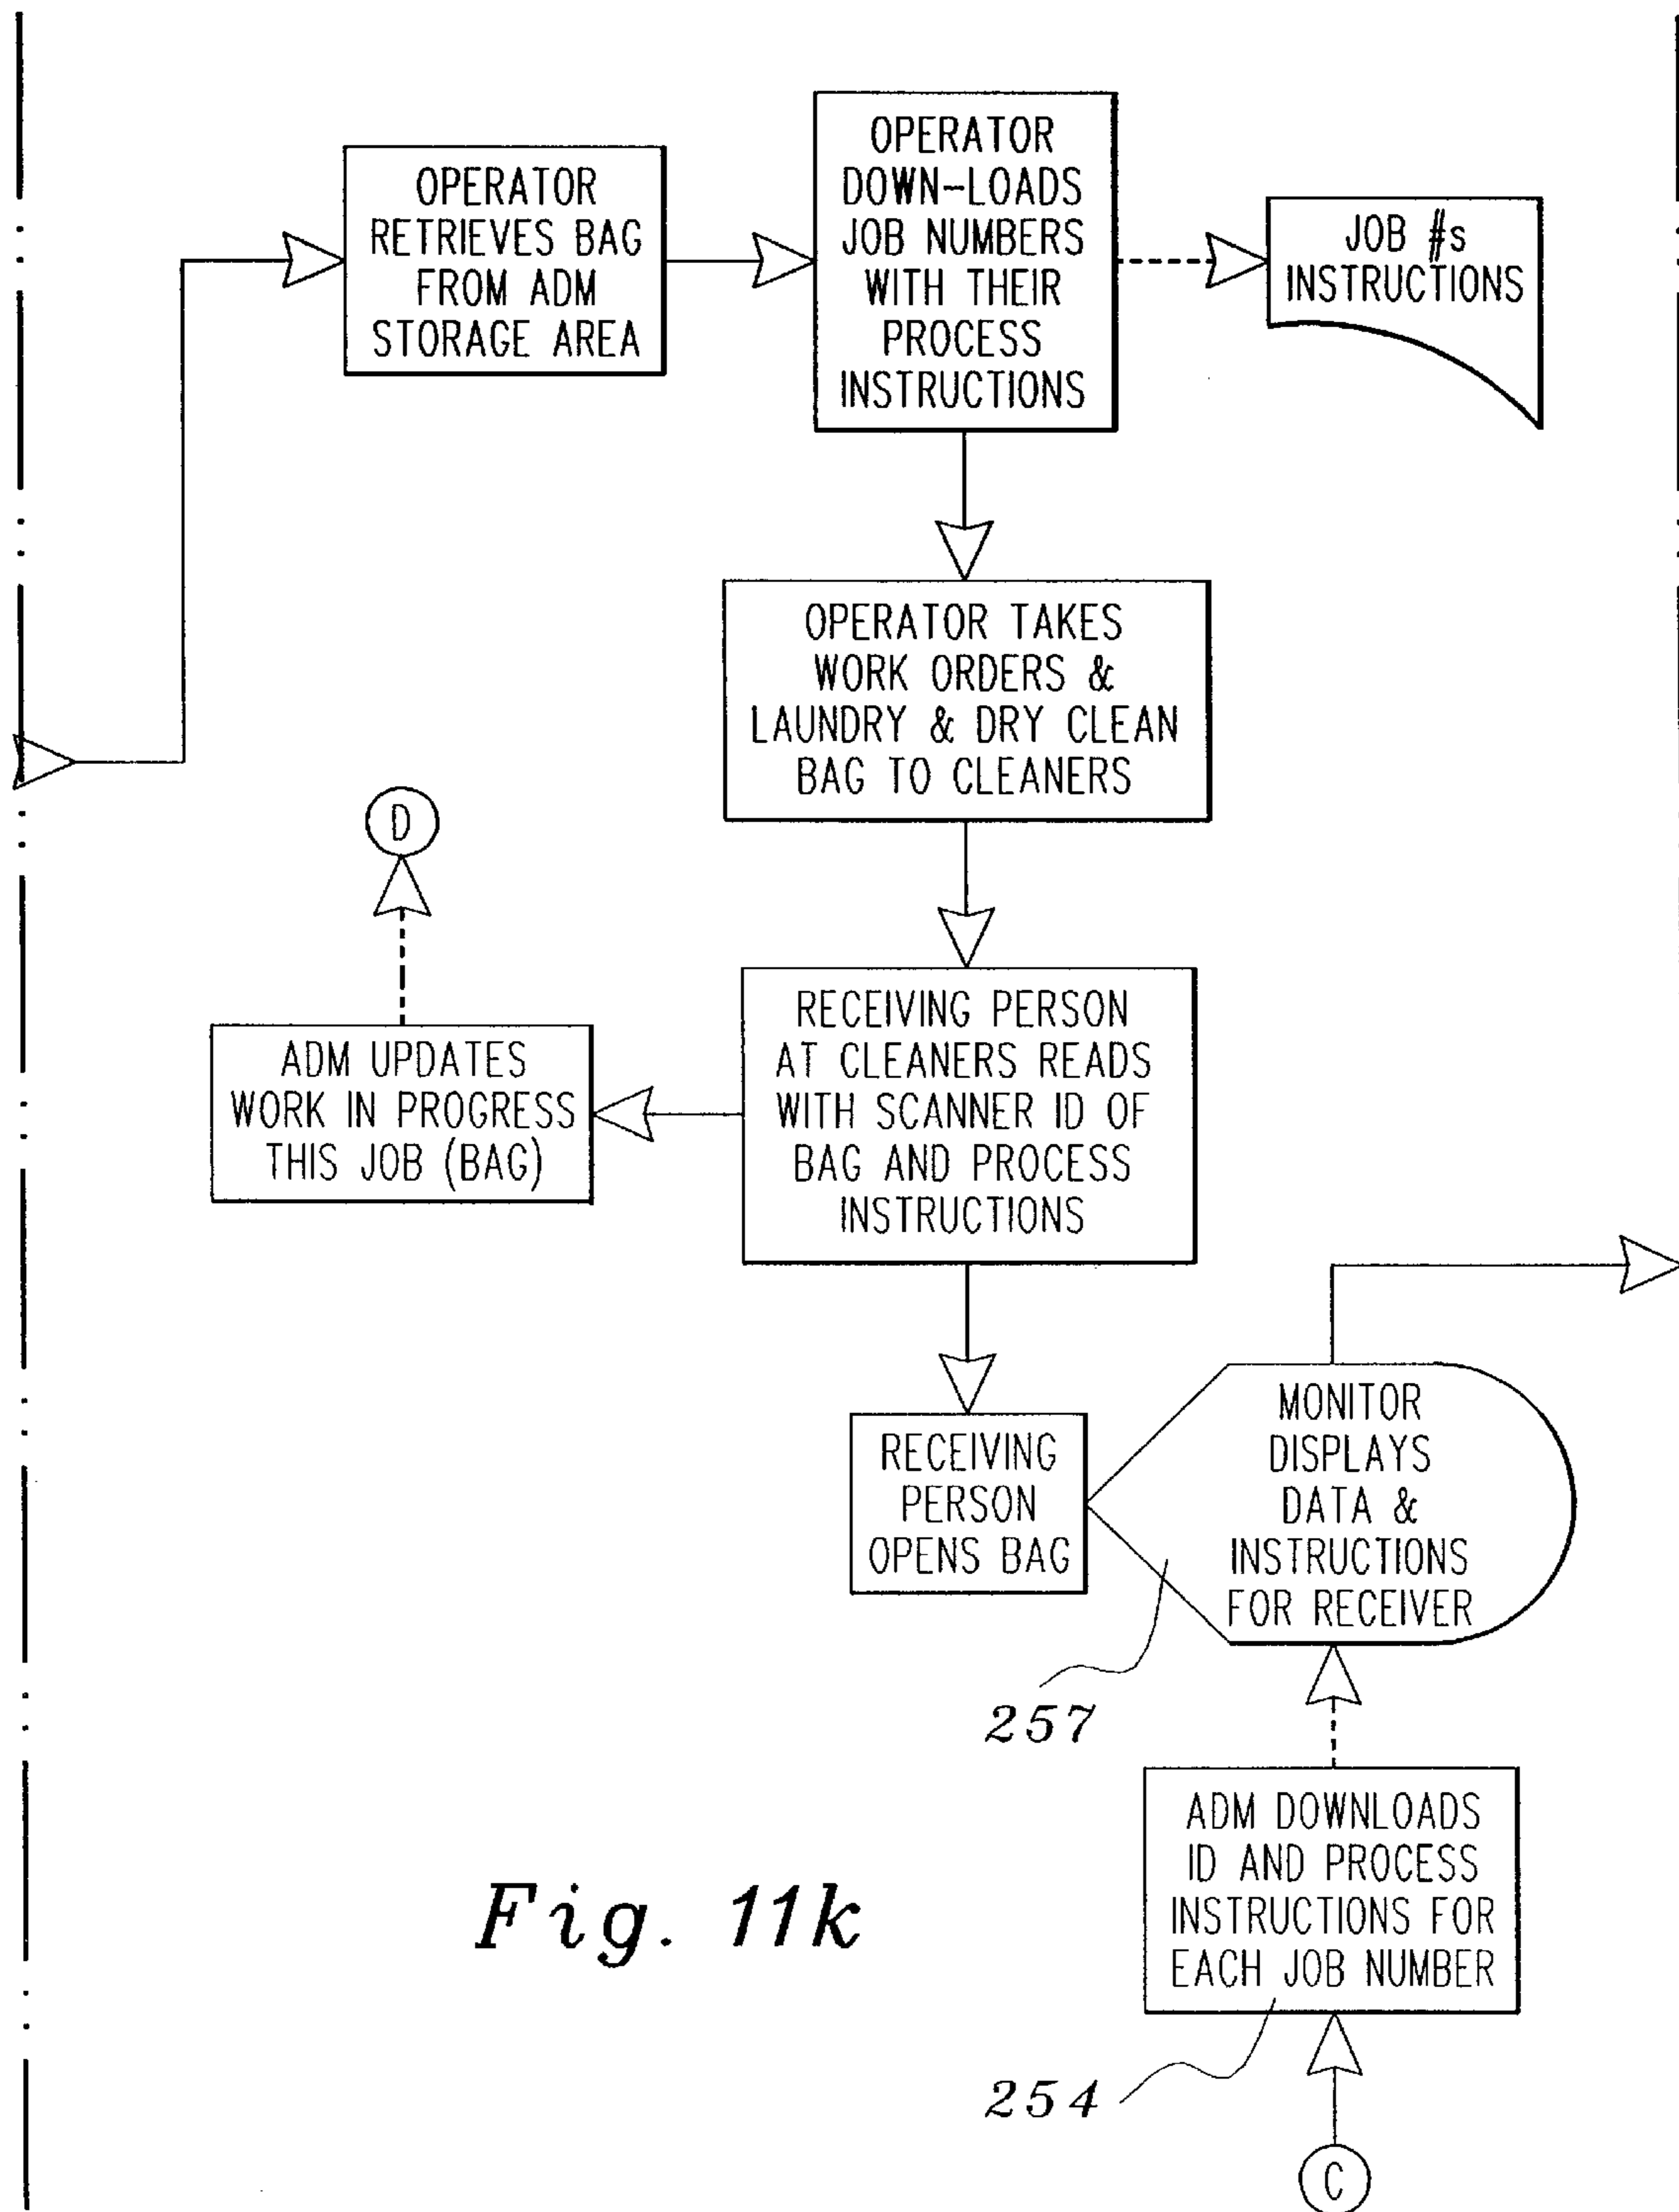 OPERATOR
RETRIEVES BAG
FROM ADM
STORAGE AREA
OPERATOR
DOWN-LOADS
JOB NUMBERS
WITH THEIR
PROCESS
INSTRUCTIONS
JOB #s
INSTRUCTIONS
OPERATOR TAKES
WORK ORDERS &
LAUNDRY & DRY CLEAN
BAG TO CLEANERS
D
ADM UPDATES
WORK IN PROGRESS
THIS JOB (BAG)
RECEIVING PERSON
AT CLEANERS READS
WITH SCANNER ID OF
BAG AND PROCESS
INSTRUCTIONS
RECEIVING
PERSON
OPENS BAG
MONITOR
DISPLAYS
DATA &
INSTRUCTIONS
FOR RECEIVER
257
ADM DOWNLOADS
ID AND PROCESS
INSTRUCTIONS FOR
EACH JOB NUMBER
254
C
Fig. 11k